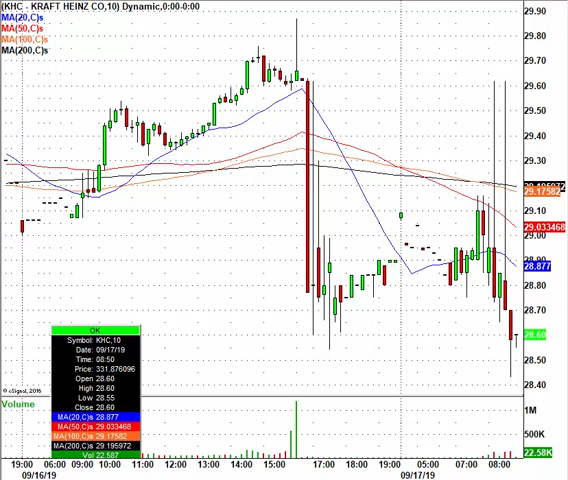 (KHC - KRAFT HEINZ CO,10) Dynamic,0:00-0:00
MA(20,C)s
MA(50,C)s
MA(100,C)s
MA(200,C)s
29.90
29.80
29.70
29.60
29.50
29.40
29.30
29.17582
29.10
29.033468
29.00
28.877
28.80
28.70
28.60
28.50
28.40
OK
Symbol: KHC,10
Date: 09/17/19
Time: 08:50
Price: 331.876096
Open 28.60
High 28.60
Low 28.55
Close 28.60
MA(20,C)s 28.877
MA(50,C)s 29.033468
MA(100,C)s 29.17582
MA(200,C)s 29.195972
Vol 22.587
© eSignal, 2016
Volume
1M
500K
22.58K
19:00 06:00 09:00 10:00 11:00 12:00 13:00 14:00 15:00 17:00 18:00 19:00 05:00 07:00 08:00
09/16/19 09/17/19